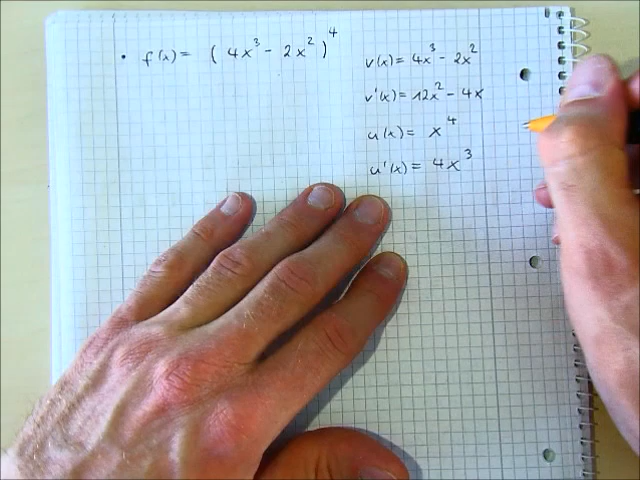 • f(x) = ( 4x³ - 2x² )⁴
v(x) = 4x³ - 2x²
v'(x) = 12x² - 4x
u(x) = x⁴
u'(x) = 4x³